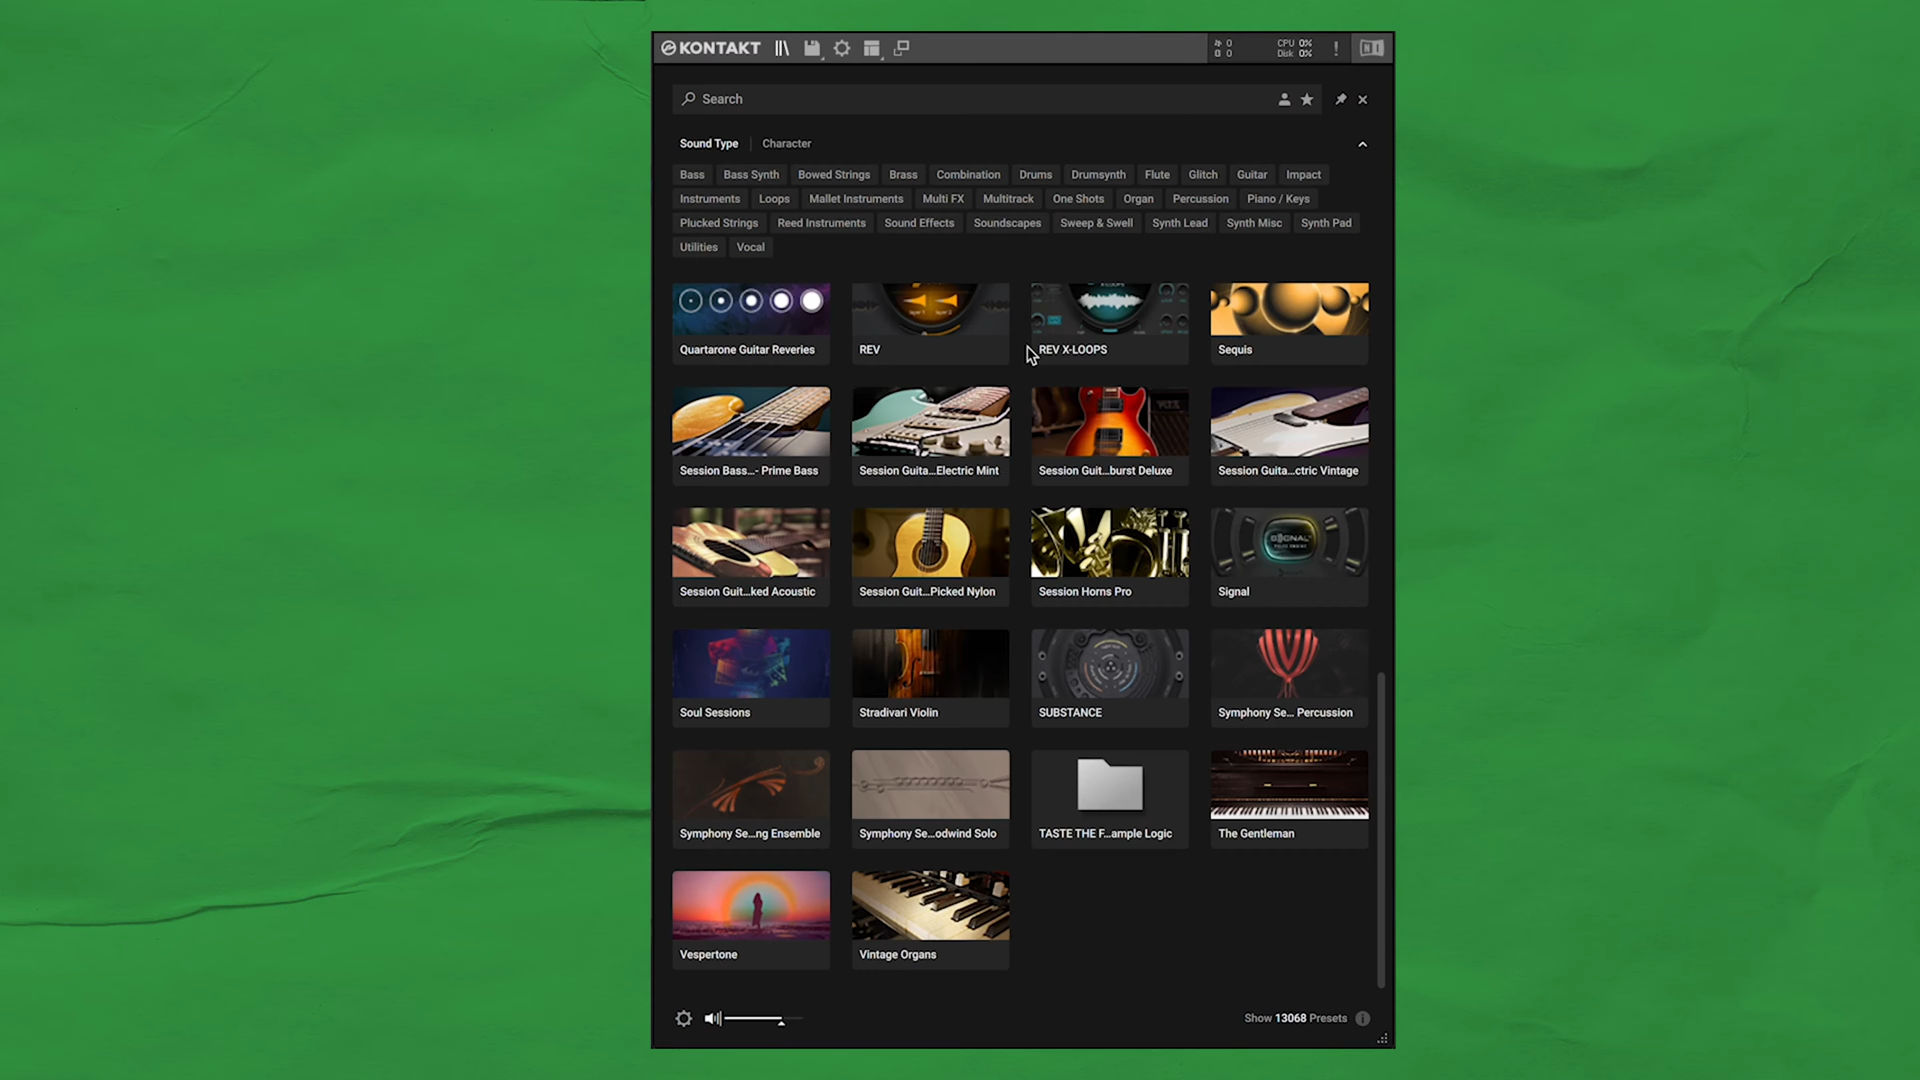 KONTAKT
0
0
CPU 0%
Disk 0%
!
NI
Search
Sound Type | Character
Bass Bass Synth Bowed Strings Brass Combination Drums Drumsynth Flute Glitch Guitar Impact
Instruments Loops Mallet Instruments Multi FX Multitrack One Shots Organ Percussion Piano / Keys
Plucked Strings Reed Instruments Sound Effects Soundscapes Sweep & Swell Synth Lead Synth Misc Synth Pad
Utilities Vocal
Quartarone Guitar Reveries REV REV X-LOOPS Sequis
Session Bass...- Prime Bass Session Guita...Electric Mint Session Guit...burst Deluxe Session Guita...ctric Vintage
SIGNAL
Session Guit...ked Acoustic Session Guit...Picked Nylon Session Horns Pro Signal
Soul Sessions Stradivari Violin SUBSTANCE Symphony Se... Percussion
Symphony Se...ng Ensemble Symphony Se...odwind Solo TASTE THE F...ample Logic The Gentleman
Vespertone Vintage Organs
Show 13068 Presets